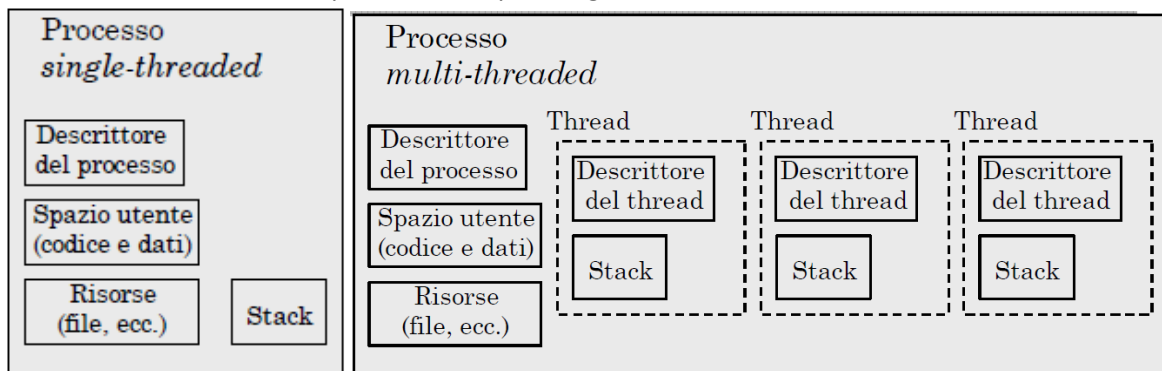 Processo
single-threaded
Descrittore
del processo
Spazio utente
(codice e dati)
Risorse
(file, ecc.)
Stack
Processo
multi-threaded
Descrittore
del processo
Spazio utente
(codice e dati)
Risorse
(file, ecc.)
Thread
Descrittore
del thread
Stack
Thread
Descrittore
del thread
Stack
Thread
Descrittore
del thread
Stack